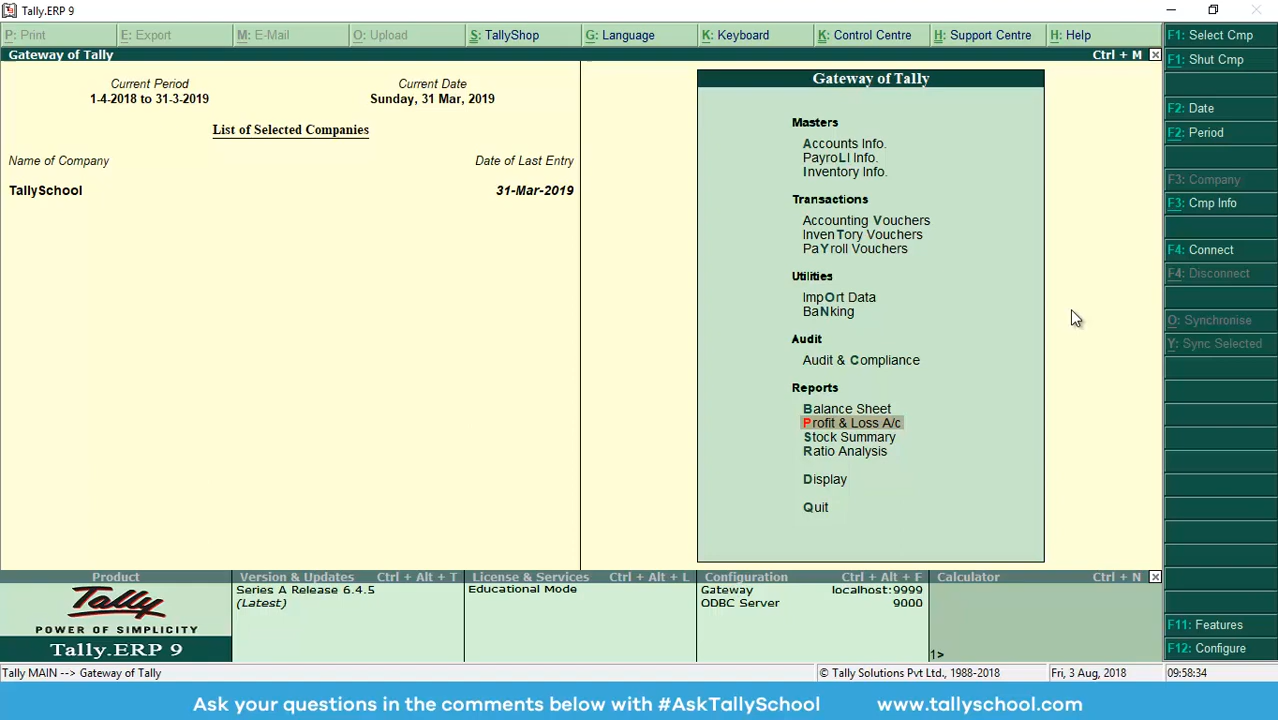 Tally.ERP 9
P: Print
E: Export
M: E-Mail
O: Upload
S: TallyShop
G: Language
K: Keyboard
K: Control Centre
H: Support Centre
H: Help
F1: Select Cmp
F1: Shut Cmp
F2: Date
F2: Period
F3: Company
F3: Cmp Info
F4: Connect
F4: Disconnect
O: Synchronise
Y: Sync Selected
F11: Features
F12: Configure
Gateway of Tally
Ctrl + M
Current Period
1-4-2018 to 31-3-2019
Current Date
Sunday, 31 Mar, 2019
List of Selected Companies
Name of Company
Date of Last Entry
TallySchool
31-Mar-2019
Gateway of Tally
Masters
Accounts Info.
PayroLl Info.
Inventory Info.
Transactions
Accounting Vouchers
InvenTory Vouchers
PaYroll Vouchers
Utilities
ImpOrt Data
BaNking
Audit
Audit & Compliance
Reports
Balance Sheet
Profit & Loss A/c
Stock Summary
Ratio Analysis
Display
Quit
Product
Tally
POWER OF SIMPLICITY
Tally.ERP 9
Version & Updates Ctrl + Alt + T
Series A Release 6.4.5
(Latest)
License & Services Ctrl + Alt + L
Educational Mode
Configuration Ctrl + Alt + F
Gateway localhost:9999
ODBC Server 9000
Calculator Ctrl + N
1>
Tally MAIN --> Gateway of Tally
© Tally Solutions Pvt Ltd., 1988-2018
Fri, 3 Aug, 2018
09:58:34
Ask your questions in the comments below with #AskTallySchool
www.tallyschool.com